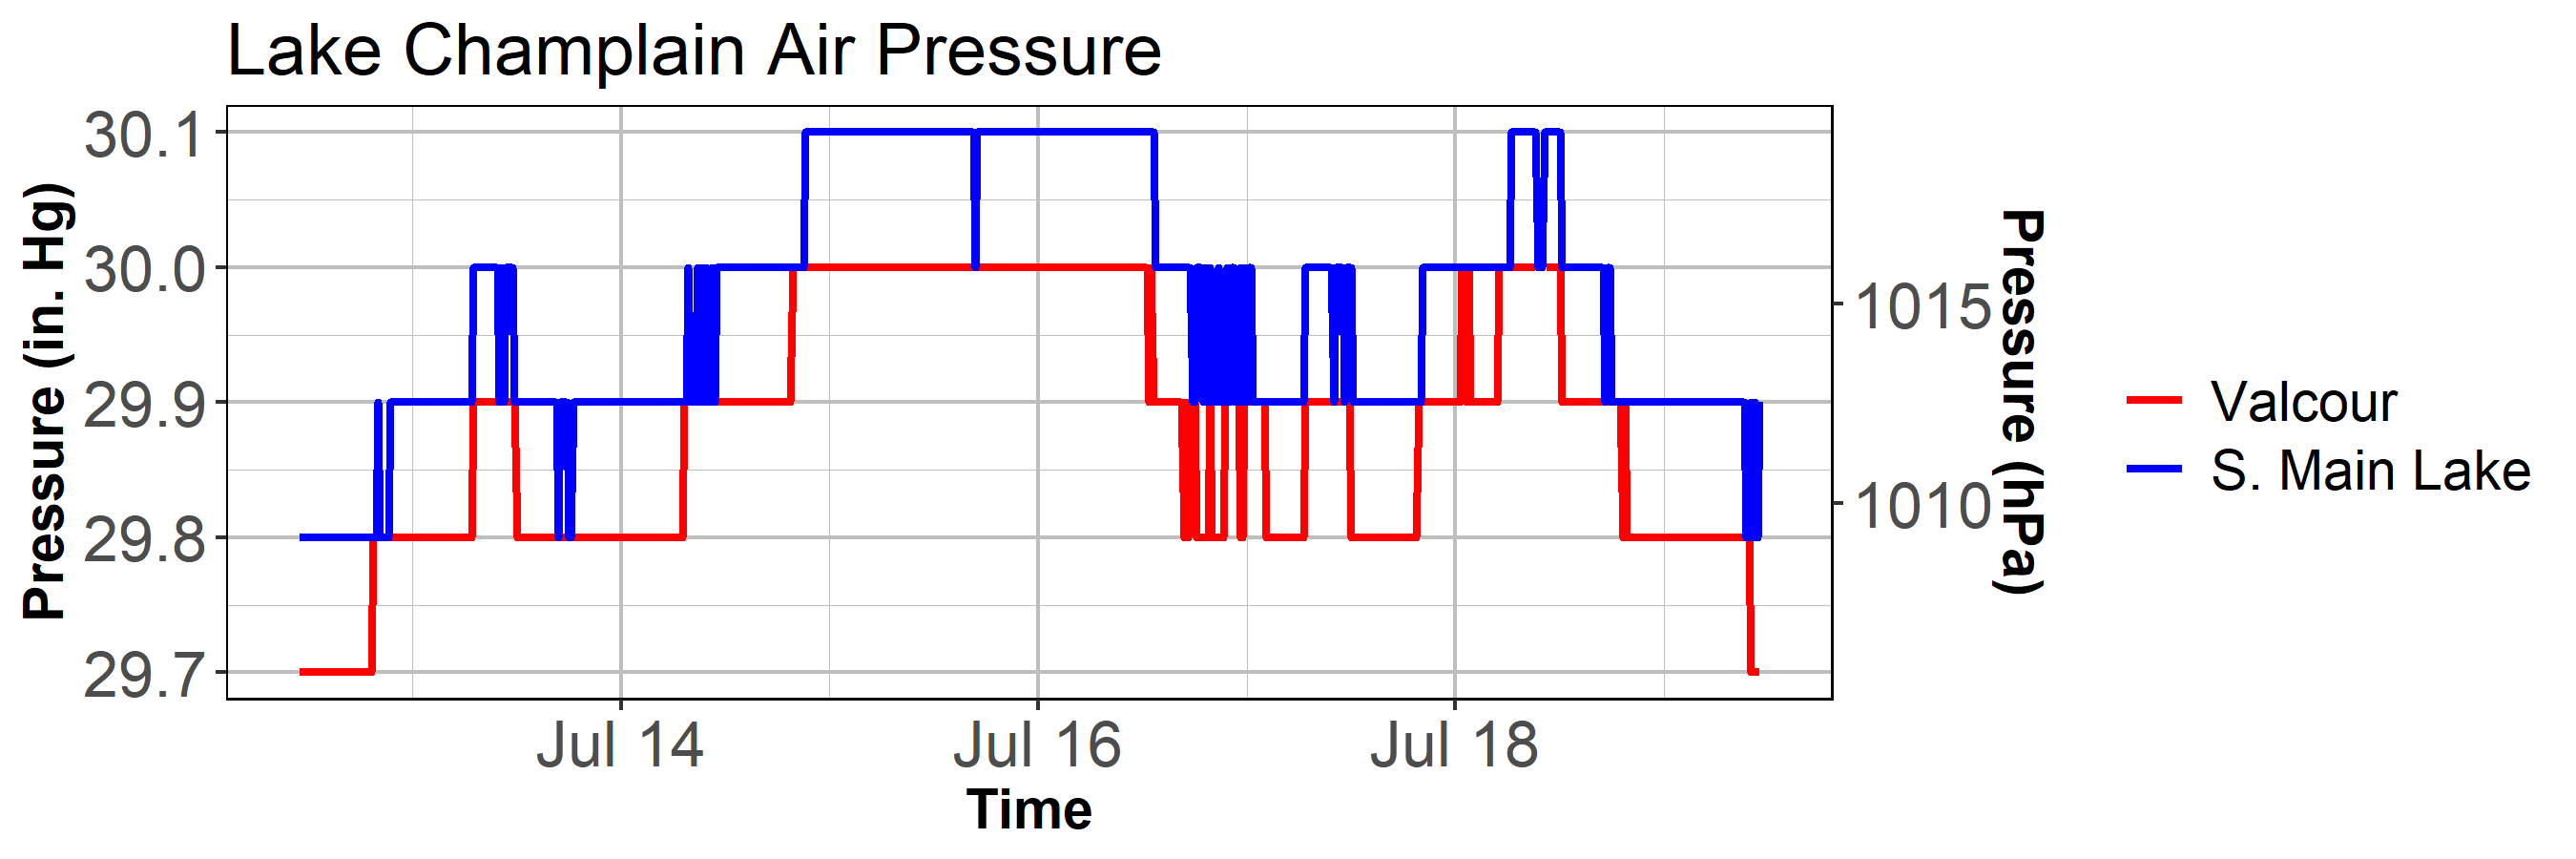 Lake Champlain Air Pressure
Pressure (in. Hg)
30.1
30.0
29.9
29.8
29.7
Jul 14
Jul 16
Jul 18
Time
1015
1010
Pressure (hPa)
Valcour
S. Main Lake